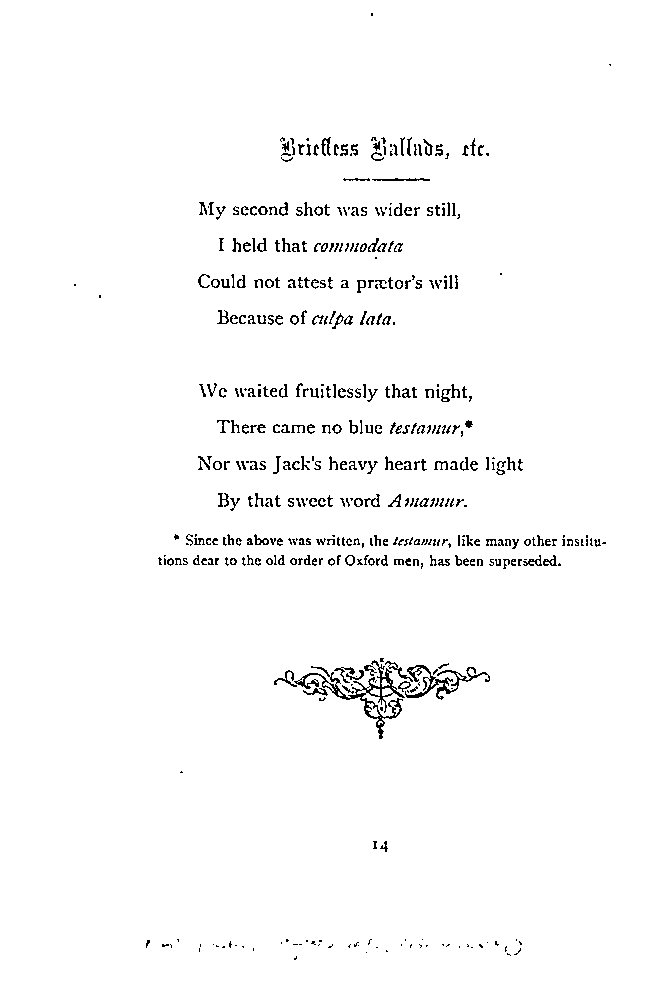 Briefless Ballads, etc.
My second shot was wider still,
I held that commodata
Could not attest a prætor's will
Because of culpa lata.
We waited fruitlessly that night,
There came no blue testamur,*
Nor was Jack's heavy heart made light
By that sweet word Amamur.
* Since the above was written, the testamur, like many other institu-
tions dear to the old order of Oxford men, has been superseded.
14